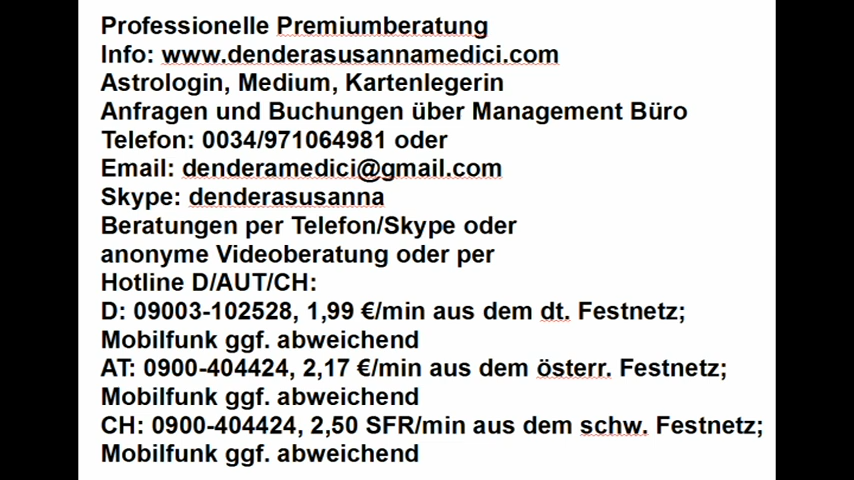 Professionelle Premiumberatung
Info: www.denderasusannamedici.com
Astrologin, Medium, Kartenlegerin
Anfragen und Buchungen über Management Büro
Telefon: 0034/971064981 oder
Email: denderamedici@gmail.com
Skype: denderasusanna
Beratungen per Telefon/Skype oder
anonyme Videoberatung oder per
Hotline D/AUT/CH:
D: 09003-102528, 1,99 €/min aus dem dt. Festnetz;
Mobilfunk ggf. abweichend
AT: 0900-404424, 2,17 €/min aus dem österr. Festnetz;
Mobilfunk ggf. abweichend
CH: 0900-404424, 2,50 SFR/min aus dem schw. Festnetz;
Mobilfunk ggf. abweichend